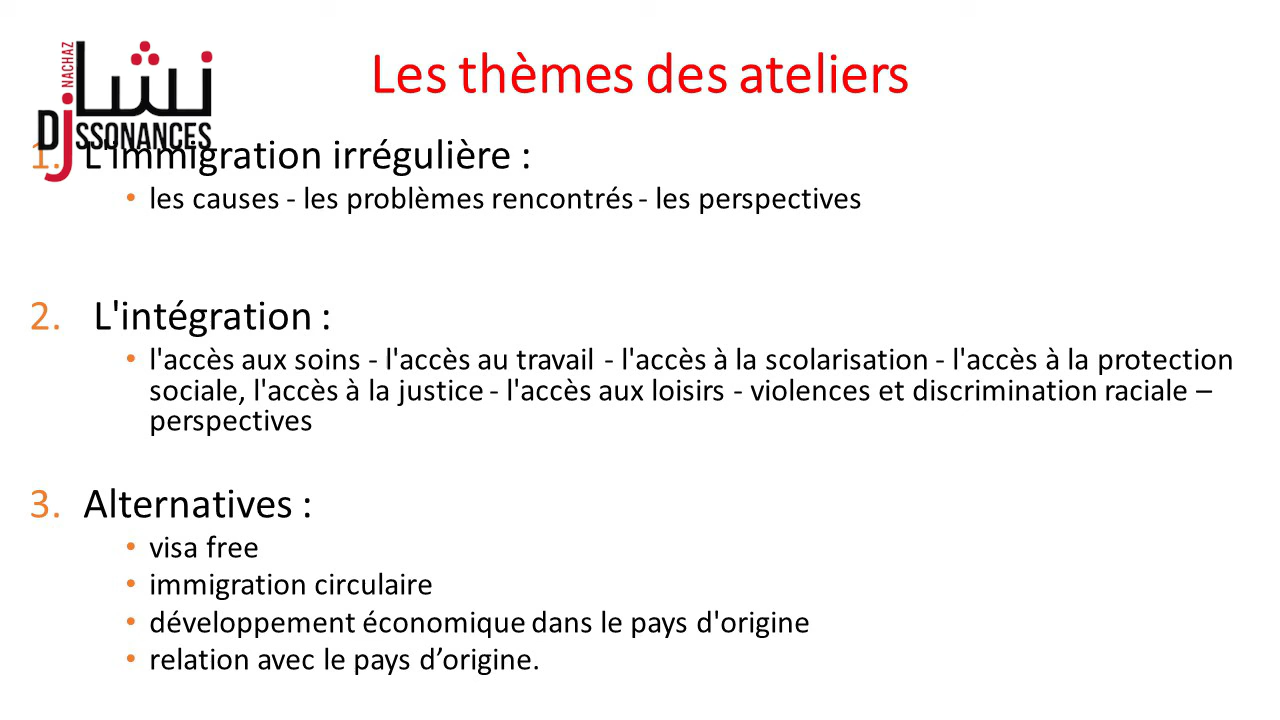 NACHAZ
نشاز
DissONANCES
Les thèmes des ateliers
1. L'immigration irrégulière :
• les causes - les problèmes rencontrés - les perspectives
2. L'intégration :
• l'accès aux soins - l'accès au travail - l'accès à la scolarisation - l'accès à la protection
sociale, l'accès à la justice - l'accès aux loisirs - violences et discrimination raciale –
perspectives
3. Alternatives :
• visa free
• immigration circulaire
• développement économique dans le pays d'origine
• relation avec le pays d’origine.